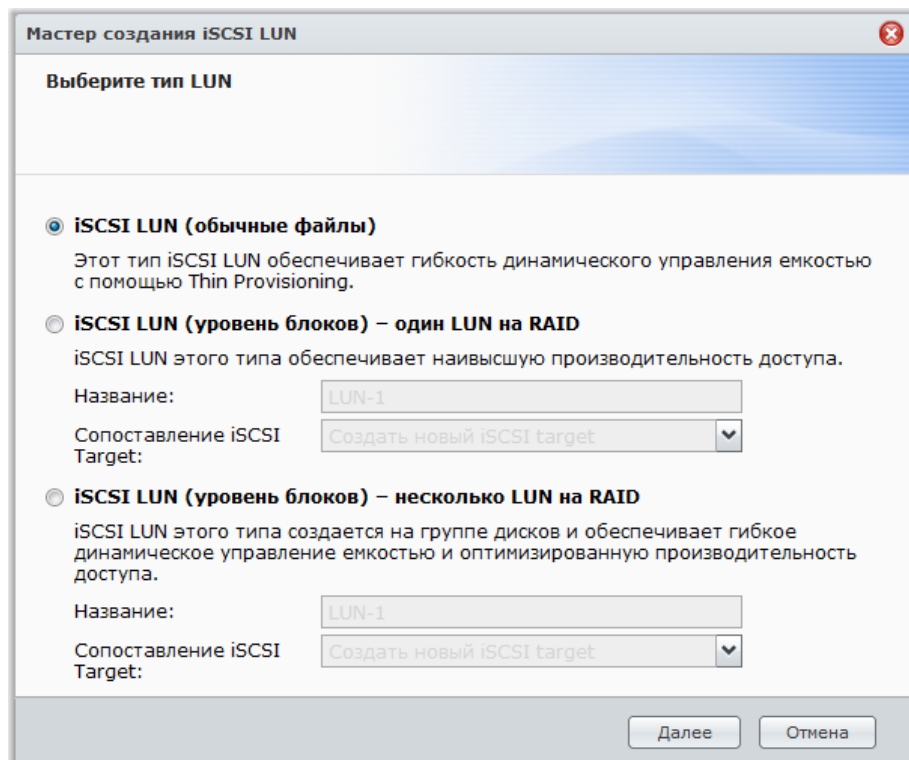 Мастер создания iSCSI LUN
Выберите тип LUN
iSCSI LUN (обычные файлы)
Этот тип iSCSI LUN обеспечивает гибкость динамического управления емкостью
с помощью Thin Provisioning.
iSCSI LUN (уровень блоков) – один LUN на RAID
iSCSI LUN этого типа обеспечивает наивысшую производительность доступа.
Название:
LUN-1
Сопоставление iSCSI
Target:
Создать новый iSCSI target
iSCSI LUN (уровень блоков) – несколько LUN на RAID
iSCSI LUN этого типа создается на группе дисков и обеспечивает гибкое
динамическое управление емкостью и оптимизированную производительность
доступа.
Название:
LUN-1
Сопоставление iSCSI
Target:
Создать новый iSCSI target
Далее
Отмена